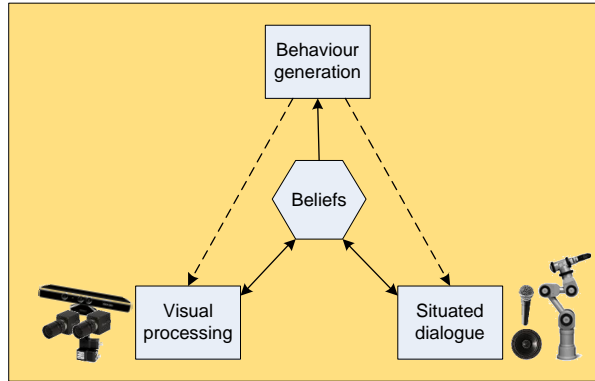 Behaviour
generation
Beliefs
Visual
processing
Situated
dialogue